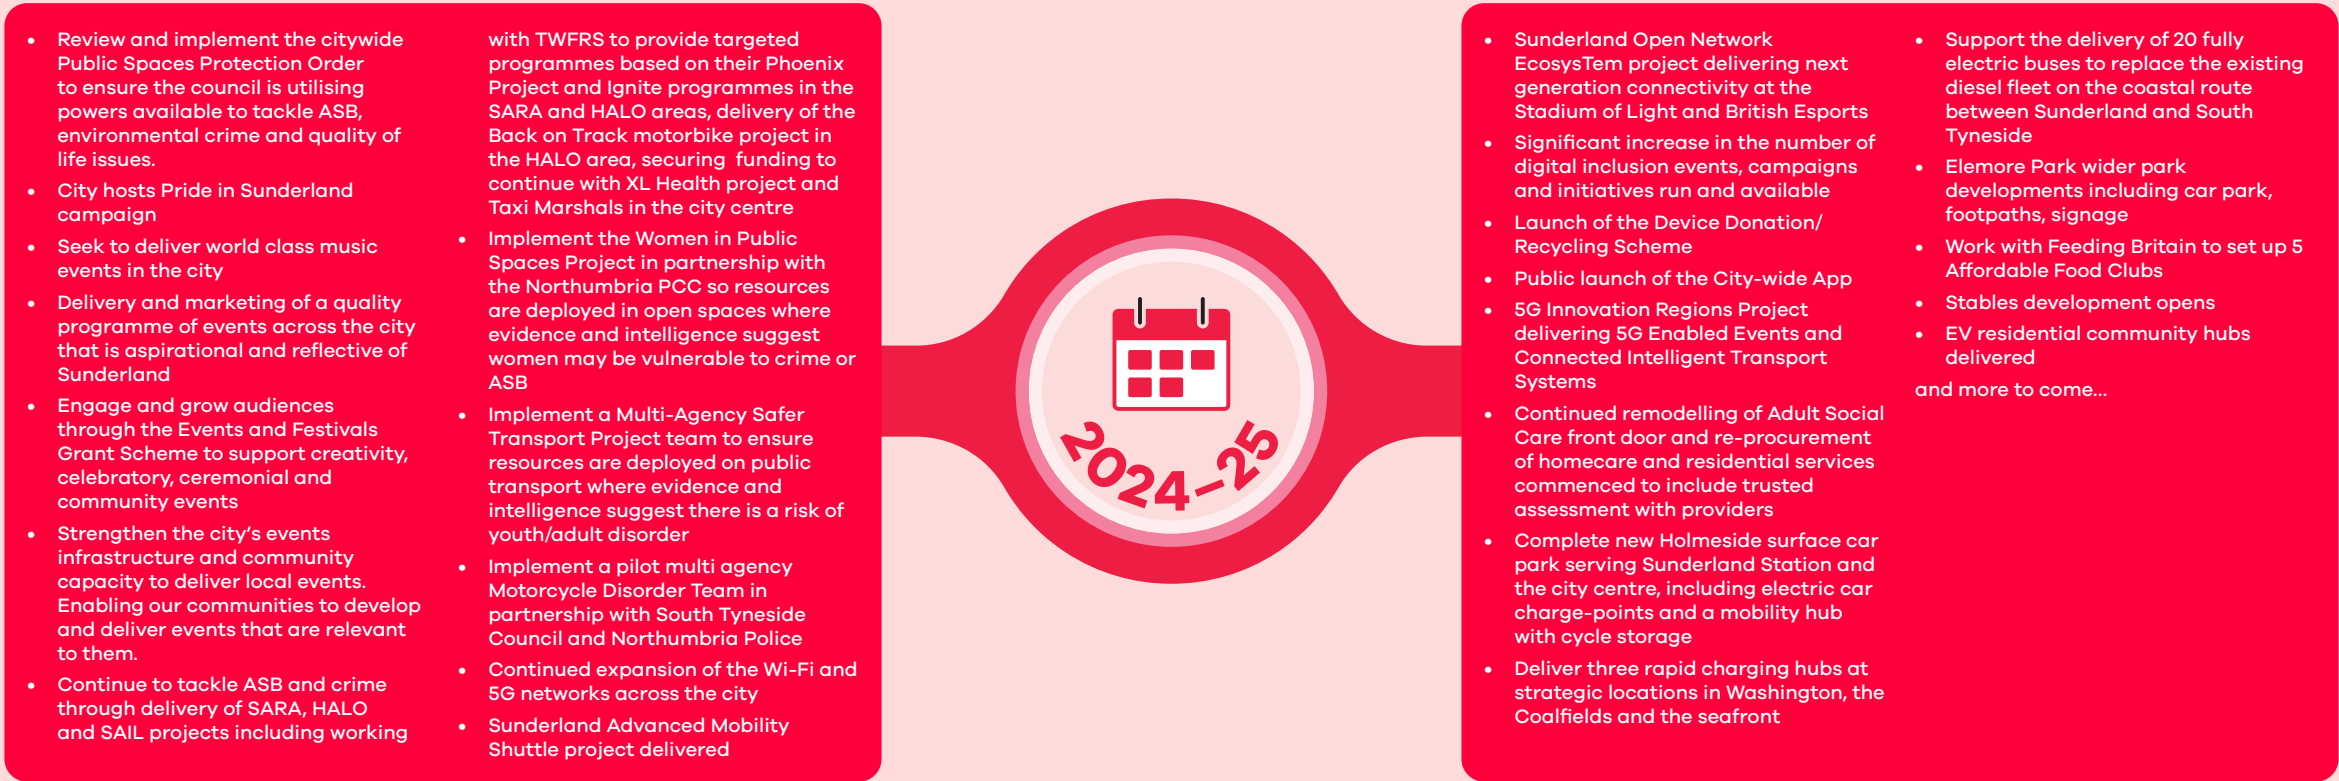 • Review and implement the citywide
Public Spaces Protection Order
to ensure the council is utilising
powers available to tackle ASB,
environmental crime and quality of
life issues.
• City hosts Pride in Sunderland
campaign
• Seek to deliver world class music
events in the city
• Delivery and marketing of a quality
programme of events across the city
that is aspirational and reflective of
Sunderland
• Engage and grow audiences
through the Events and Festivals
Grant Scheme to support creativity,
celebratory, ceremonial and
community events
• Strengthen the city’s events
infrastructure and community
capacity to deliver local events.
Enabling our communities to develop
and deliver events that are relevant
to them.
• Continue to tackle ASB and crime
through delivery of SARA, HALO
and SAIL projects including working
with TWFRS to provide targeted
programmes based on their Phoenix
Project and Ignite programmes in the
SARA and HALO areas, delivery of the
Back on Track motorbike project in
the HALO area, securing funding to
continue with XL Health project and
Taxi Marshals in the city centre
• Implement the Women in Public
Spaces Project in partnership with
the Northumbria PCC so resources
are deployed in open spaces where
evidence and intelligence suggest
women may be vulnerable to crime or
ASB
• Implement a Multi-Agency Safer
Transport Project team to ensure
resources are deployed on public
transport where evidence and
intelligence suggest there is a risk of
youth/adult disorder
• Implement a pilot multi agency
Motorcycle Disorder Team in
partnership with South Tyneside
Council and Northumbria Police
• Continued expansion of the Wi-Fi and
5G networks across the city
• Sunderland Advanced Mobility
Shuttle project delivered
2024–25
• Sunderland Open Network
EcosysTem project delivering next
generation connectivity at the
Stadium of Light and British Esports
• Significant increase in the number of
digital inclusion events, campaigns
and initiatives run and available
• Launch of the Device Donation/
Recycling Scheme
• Public launch of the City-wide App
• 5G Innovation Regions Project
delivering 5G Enabled Events and
Connected Intelligent Transport
Systems
• Continued remodelling of Adult Social
Care front door and re-procurement
of homecare and residential services
commenced to include trusted
assessment with providers
• Complete new Holmeside surface car
park serving Sunderland Station and
the city centre, including electric car
charge-points and a mobility hub
with cycle storage
• Deliver three rapid charging hubs at
strategic locations in Washington, the
Coalfields and the seafront
• Support the delivery of 20 fully
electric buses to replace the existing
diesel fleet on the coastal route
between Sunderland and South
Tyneside
• Elemore Park wider park
developments including car park,
footpaths, signage
• Work with Feeding Britain to set up 5
Affordable Food Clubs
• Stables development opens
• EV residential community hubs
delivered
and more to come...